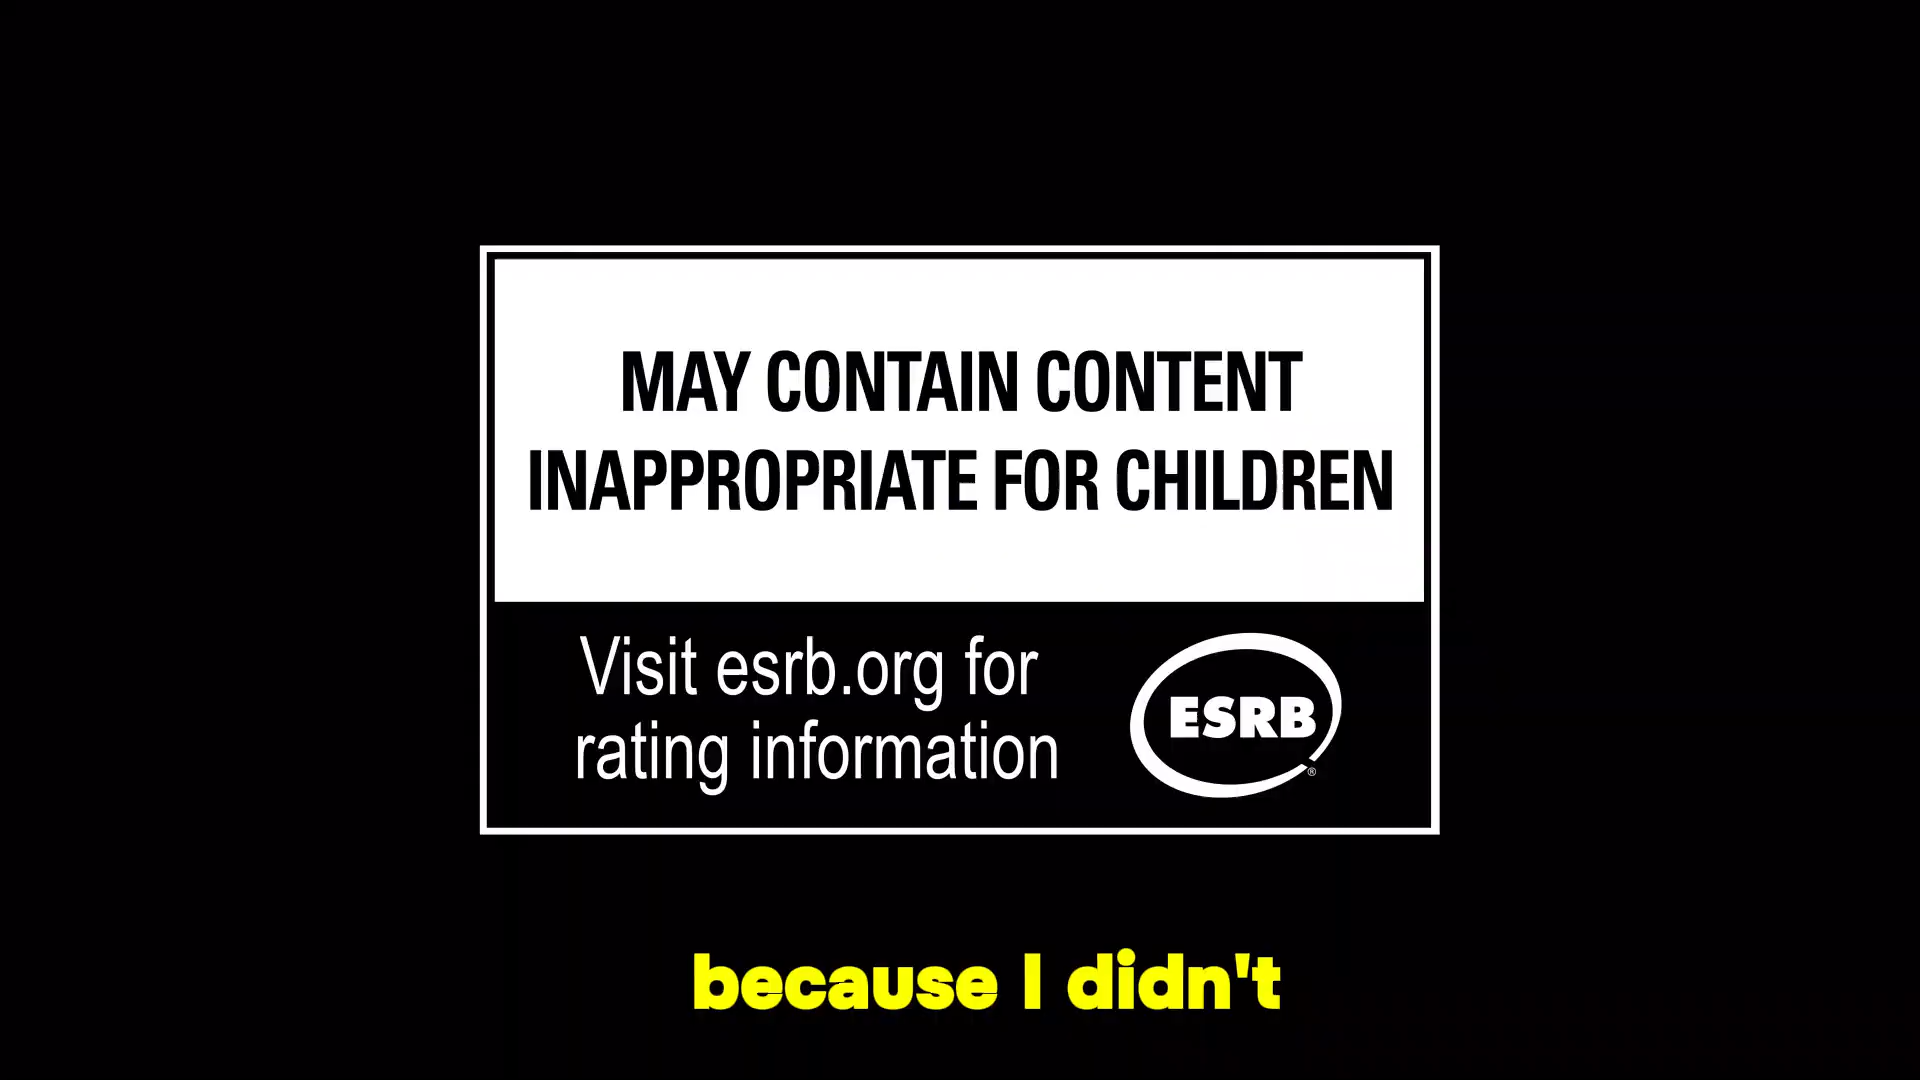 MAY CONTAIN CONTENT
INAPPROPRIATE FOR CHILDREN
Visit esrb.org for
rating information
ESRB
®
because I didn't